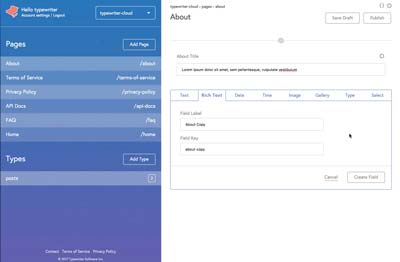 Hello typewriter
Account settings / Logout
typewriter-cloud
Pages
Add Page
About /about
Terms of Service /terms-of-service
Privacy Policy /privacy-policy
API Docs /api-docs
FAQ /faq
Home /home
Types
Add Type
posts
Contact Terms of Service Privacy Policy
© 2017 Typewriter Software Inc.
typewriter-cloud › pages › about
About
Save Draft
Publish
About Title
Lorem ipsum dolor sit amet, sem pellentesque, vulputate vestibulum
Text Rich Text Date Time Image Gallery Type Select
Field Label
About Copy
Field Key
about-copy
Cancel
Create Field